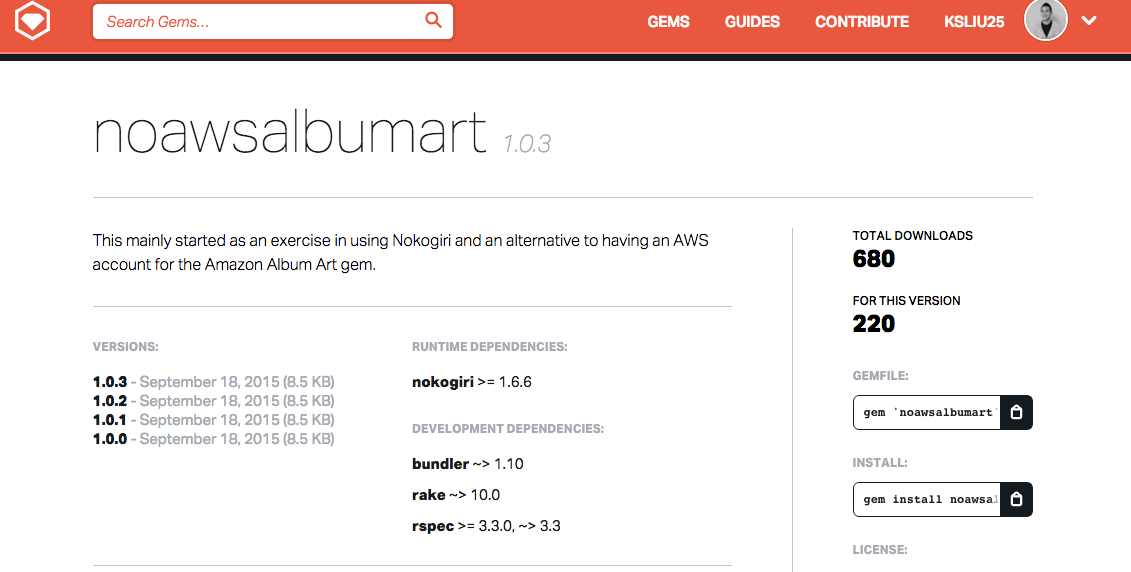 Search Gems…
GEMS
GUIDES
CONTRIBUTE
KSLIU25
noawsalbumart 1.0.3
This mainly started as an exercise in using Nokogiri and an alternative to having an AWS
account for the Amazon Album Art gem.
VERSIONS:
1.0.3 - September 18, 2015 (8.5 KB)
1.0.2 - September 18, 2015 (8.5 KB)
1.0.1 - September 18, 2015 (8.5 KB)
1.0.0 - September 18, 2015 (8.5 KB)
RUNTIME DEPENDENCIES:
nokogiri >= 1.6.6
DEVELOPMENT DEPENDENCIES:
bundler ~> 1.10
rake ~> 10.0
rspec >= 3.3.0, ~> 3.3
TOTAL DOWNLOADS
680
FOR THIS VERSION
220
GEMFILE:
gem 'noawsalbumart'
INSTALL:
gem install noawsal
LICENSE: